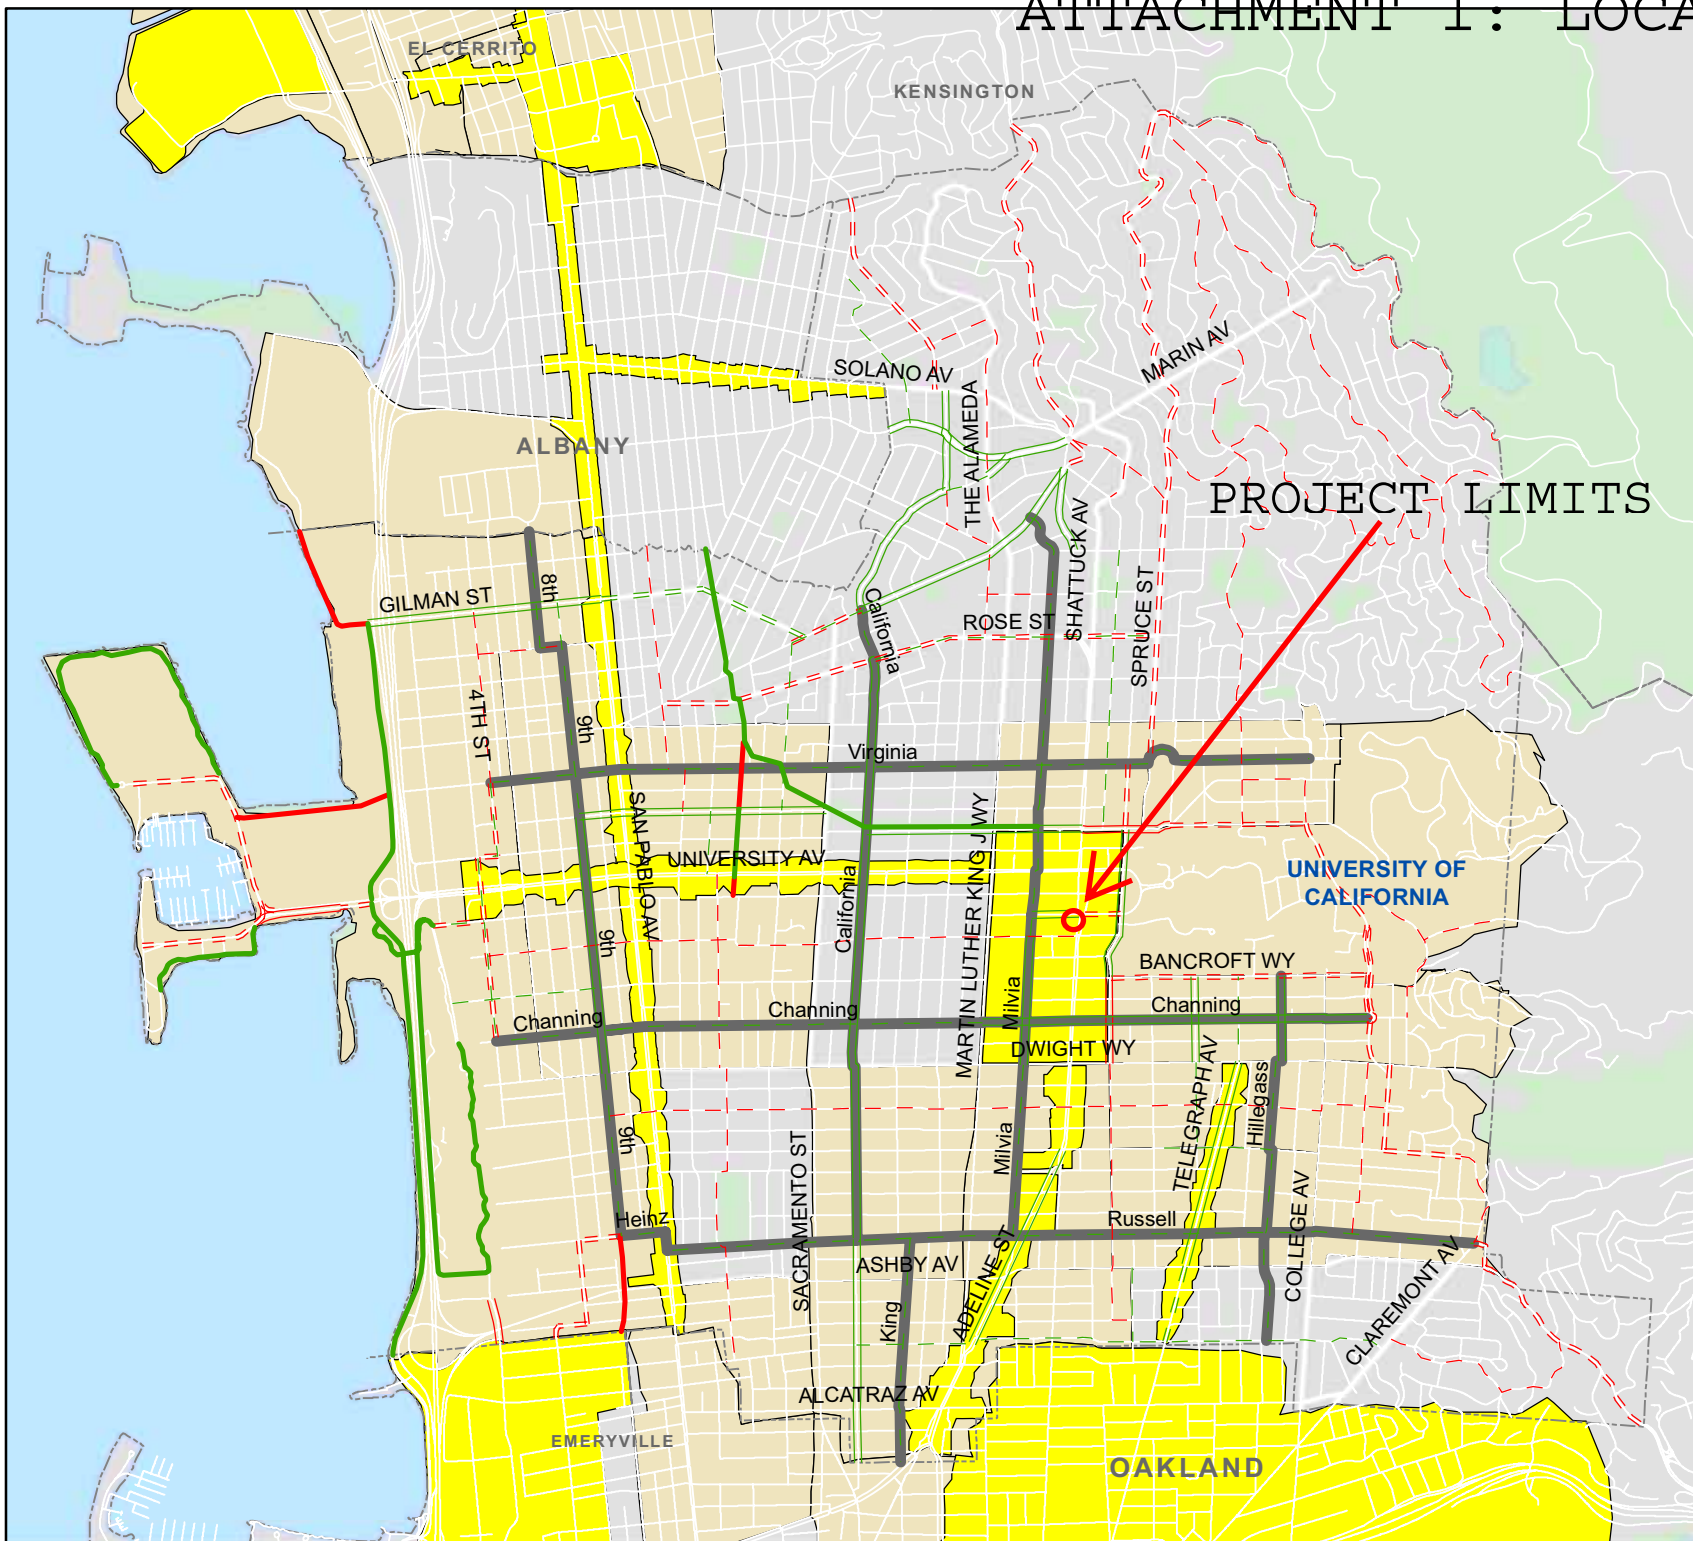 ATTACHMENT 1: LOCA
EL CERRITO
KENSINGTON
MARIN AV
SOLANO AV
THE ALAMEDA
ALBANY
PROJECT LIMITS
SHATTUCK AV
SPRUCE ST
8th
GILMAN ST
California
ROSE ST
4TH ST
9th
Virginia
SAN PABLO AV
MARTIN LUTHER KING J WY
UNIVERSITY AV
UNIVERSITY OF
CALIFORNIA
California
9th
BANCROFT WY
Milvia
Channing
Channing
Channing
DWIGHT WY
TELEGRAPH AV
Hillegass
9th
Milvia
SACRAMENTO ST
COLLEGE AV
Heinz
Russell
ADELINE ST
ASHBY AV
CLAREMONT AV
King
ALCATRAZ AV
EMERYVILLE
OAKLAND